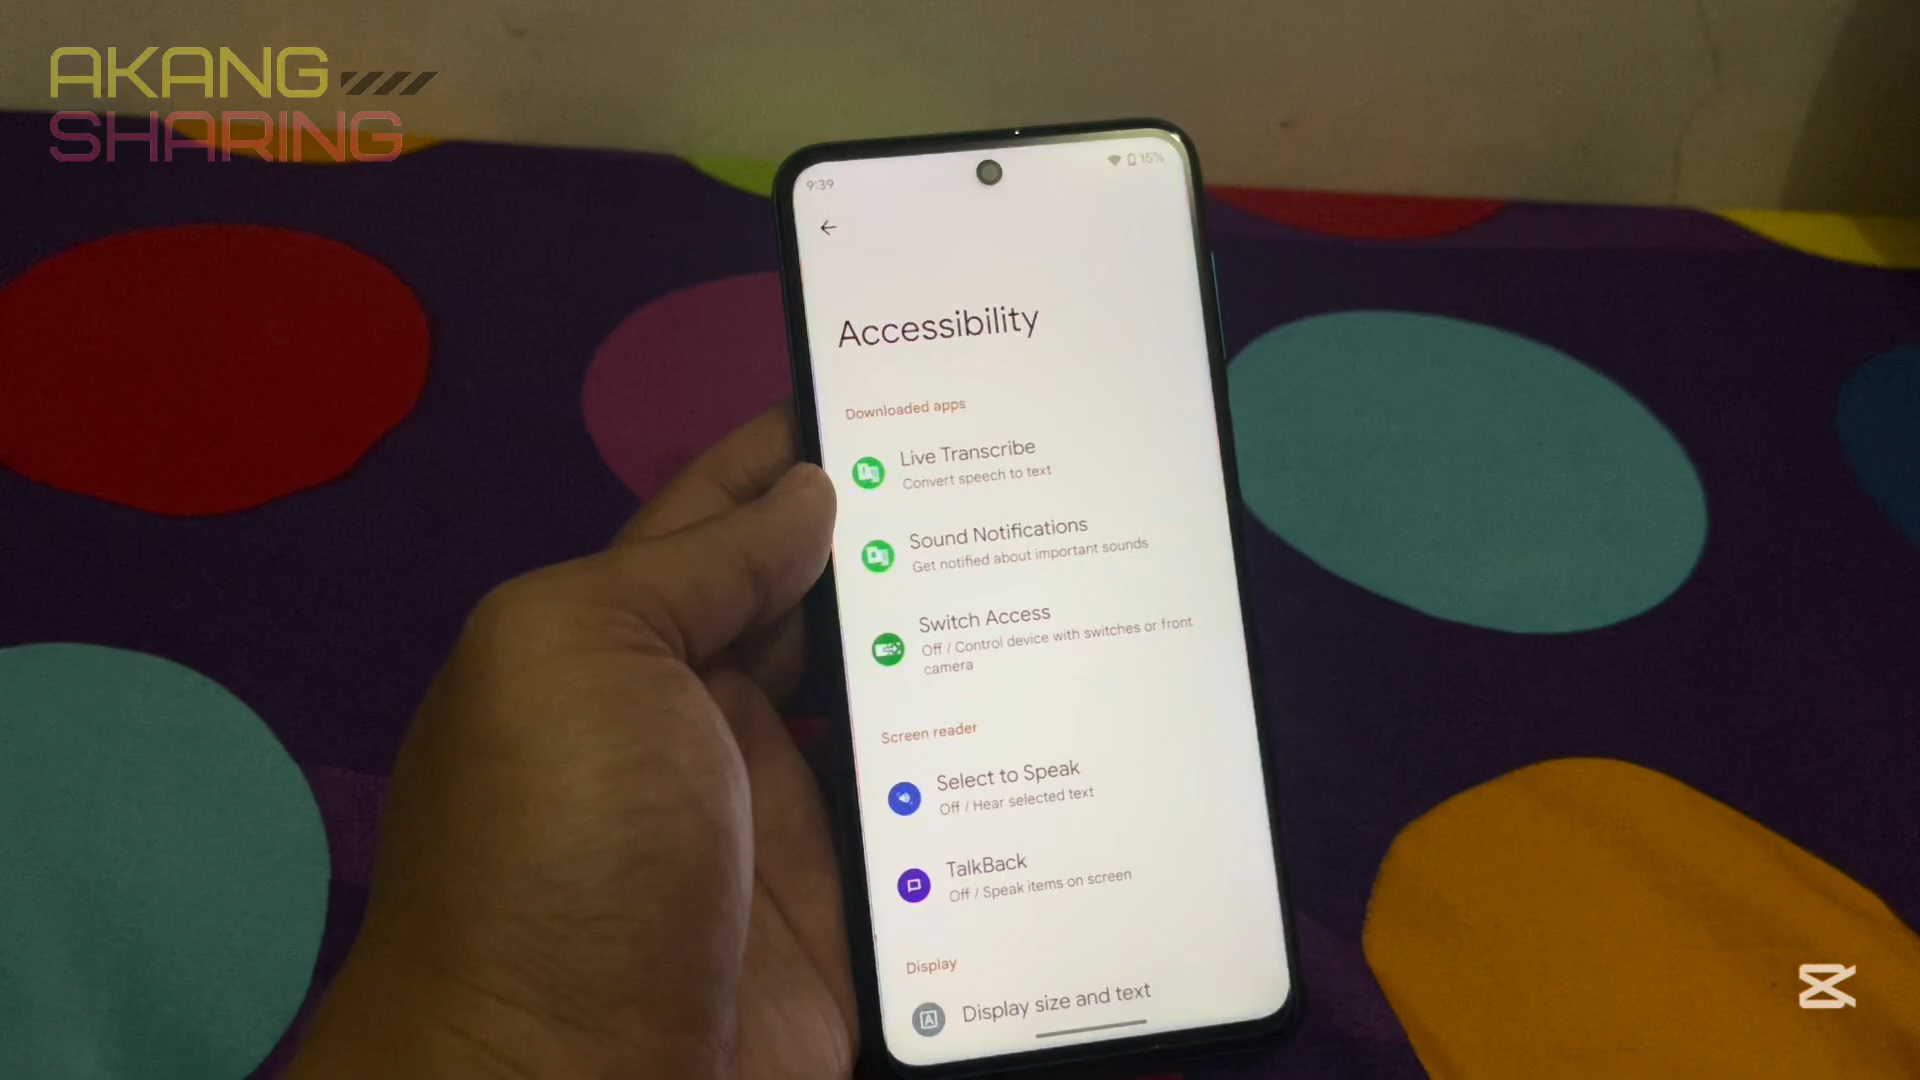 AKANG
SHARING
9:39
15%
Accessibility
Downloaded apps
Live Transcribe
Convert speech to text
Sound Notifications
Get notified about important sounds
Switch Access
Off / Control device with switches or front
camera
Screen reader
Select to Speak
Off / Hear selected text
TalkBack
Off / Speak items on screen
Display
Display size and text